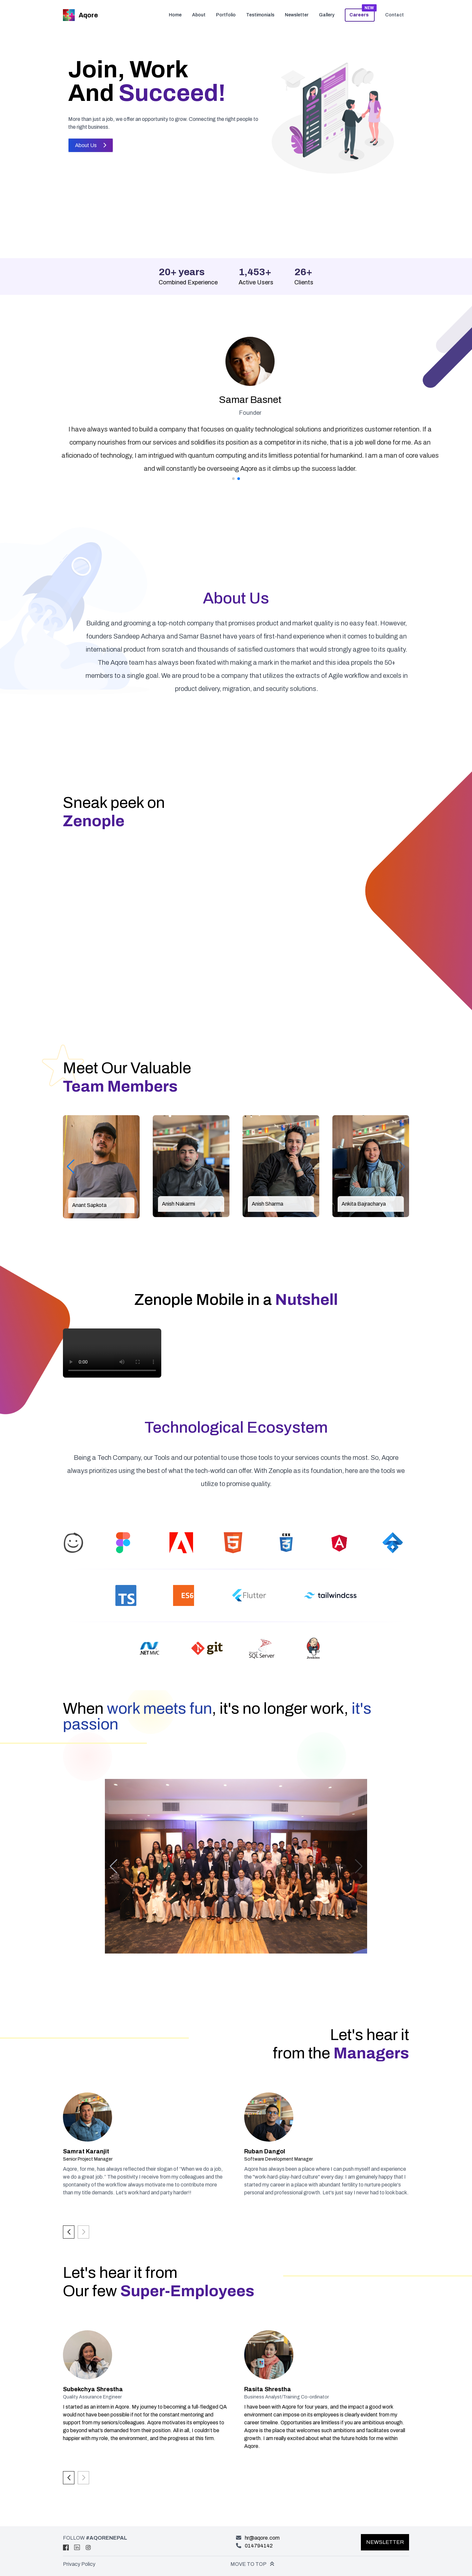 Aqore
Home About Portfolio Testimonials Newsletter Gallery Careers NEW Contact
Join, Work
And Succeed!
More than just a job, we offer an opportunity to grow. Connecting the right people to
the right business.
About Us
20+ years
Combined Experience
1,453+
Active Users
26+
Clients
Samar Basnet
Founder
I have always wanted to build a company that focuses on quality technological solutions and prioritizes customer retention. If a
company nourishes from our services and solidifies its position as a competitor in its niche, that is a job well done for me. As an
aficionado of technology, I am intrigued with quantum computing and its limitless potential for humankind. I am a man of core values
and will constantly be overseeing Aqore as it climbs up the success ladder.
About Us
Building and grooming a top-notch company that promises product and market quality is no easy feat. However,
founders Sandeep Acharya and Samar Basnet have years of first-hand experience when it comes to building an
international product from scratch and thousands of satisfied customers that would strongly agree to its quality.
The Aqore team has always been fixated with making a mark in the market and this idea propels the 50+
members to a single goal. We are proud to be a company that utilizes the extracts of Agile workflow and excels in
product delivery, migration, and security solutions.
Sneak peek on
Zenople
Meet Our Valuable
Team Members
Anant Sapkota
Anish Nakarmi
Anish Sharma
Ankita Bajracharya
Zenople Mobile in a Nutshell
0:00
Technological Ecosystem
Being a Tech Company, our Tools and our potential to use those tools to your services counts the most. So, Aqore
always prioritizes using the best of what the tech-world can offer. With Zenople as its foundation, here are the tools we
utilize to promise quality.
5
CSS
3
A
TS
ES6
Flutter
tailwindcss
.NET MVC
git
SQL Server
When work meets fun, it's no longer work, it's
passion
Let's hear it
from the Managers
Samrat Karanjit
Senior Project Manager
Aqore, for me, has always reflected their slogan of "When we do a job,
we do a great job." The positivity I receive from my colleagues and the
spontaneity of the workflow always motivate me to contribute more
than my title demands. Let's work hard and party harder!!
Ruban Dangol
Software Development Manager
Aqore has always been a place where I can push myself and experience
the "work-hard-play-hard culture" every day. I am genuinely happy that I
started my career in a place with abundant fertility to nurture people's
personal and professional growth. Let's just say I never had to look back.
Let's hear it from
Our few Super-Employees
Subekchya Shrestha
Quality Assurance Engineer
I started as an intern in Aqore. My journey to becoming a full-fledged QA
would not have been possible if not for the constant mentoring and
support from my seniors/colleagues. Aqore motivates its employees to
go beyond what's demanded from their position. All in all, I couldn't be
happier with my role, the environment, and the progress at this firm.
Rasita Shrestha
Business Analyst/Training Co-ordinator
I have been with Aqore for four years, and the impact a good work
environment can impose on its employees is clearly evident from my
career timeline. Opportunities are limitless if you are ambitious enough.
Aqore is the place that welcomes such ambitions and facilitates overall
growth. I am really excited about what the future holds for me within
Aqore.
FOLLOW #AQORENEPAL
hr@aqore.com
014794142
NEWSLETTER
Privacy Policy
MOVE TO TOP